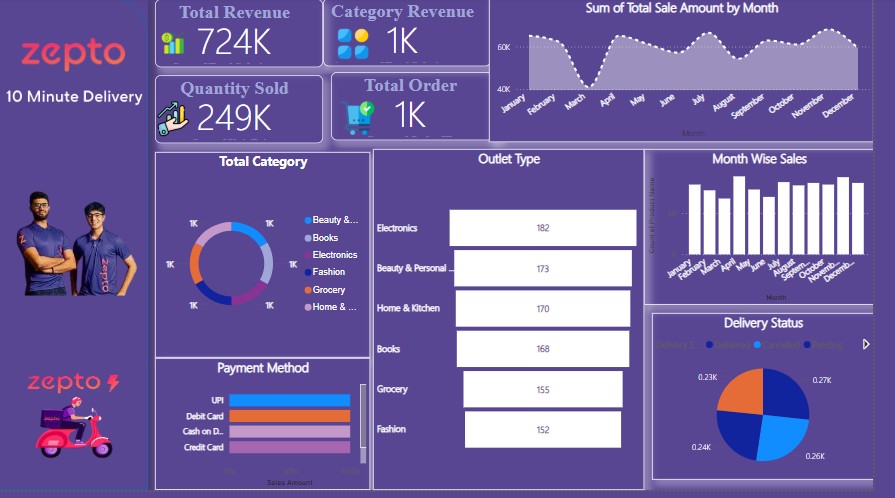 zepto
10 Minute Delivery
zepto
zepto
Total Revenue
724K
Category Revenue
1K
Quantity Sold
249K
Total Order
1K
Sum of Total Sale Amount by Month
60K
40K
January
February
March
April
May
June
July
August
September
October
November
December
Month
Total Category
1K
1K
1K
1K
1K
1K
Beauty &...
Books
Electronics
Fashion
Grocery
Home & ...
Payment Method
UPI
Debit Card
Cash on D...
Credit Card
Sales Amount
Outlet Type
Electronics
182
Beauty & Personal ...
173
Home & Kitchen
170
Books
168
Grocery
155
Fashion
152
Month Wise Sales
Count of Product Name
January
February
March
April
May
June
July
August
Septem...
October
Novemb...
Decemb...
Month
Delivery Status
Delivered
Cancelled
Pending
0.23K
0.27K
0.24K
0.26K